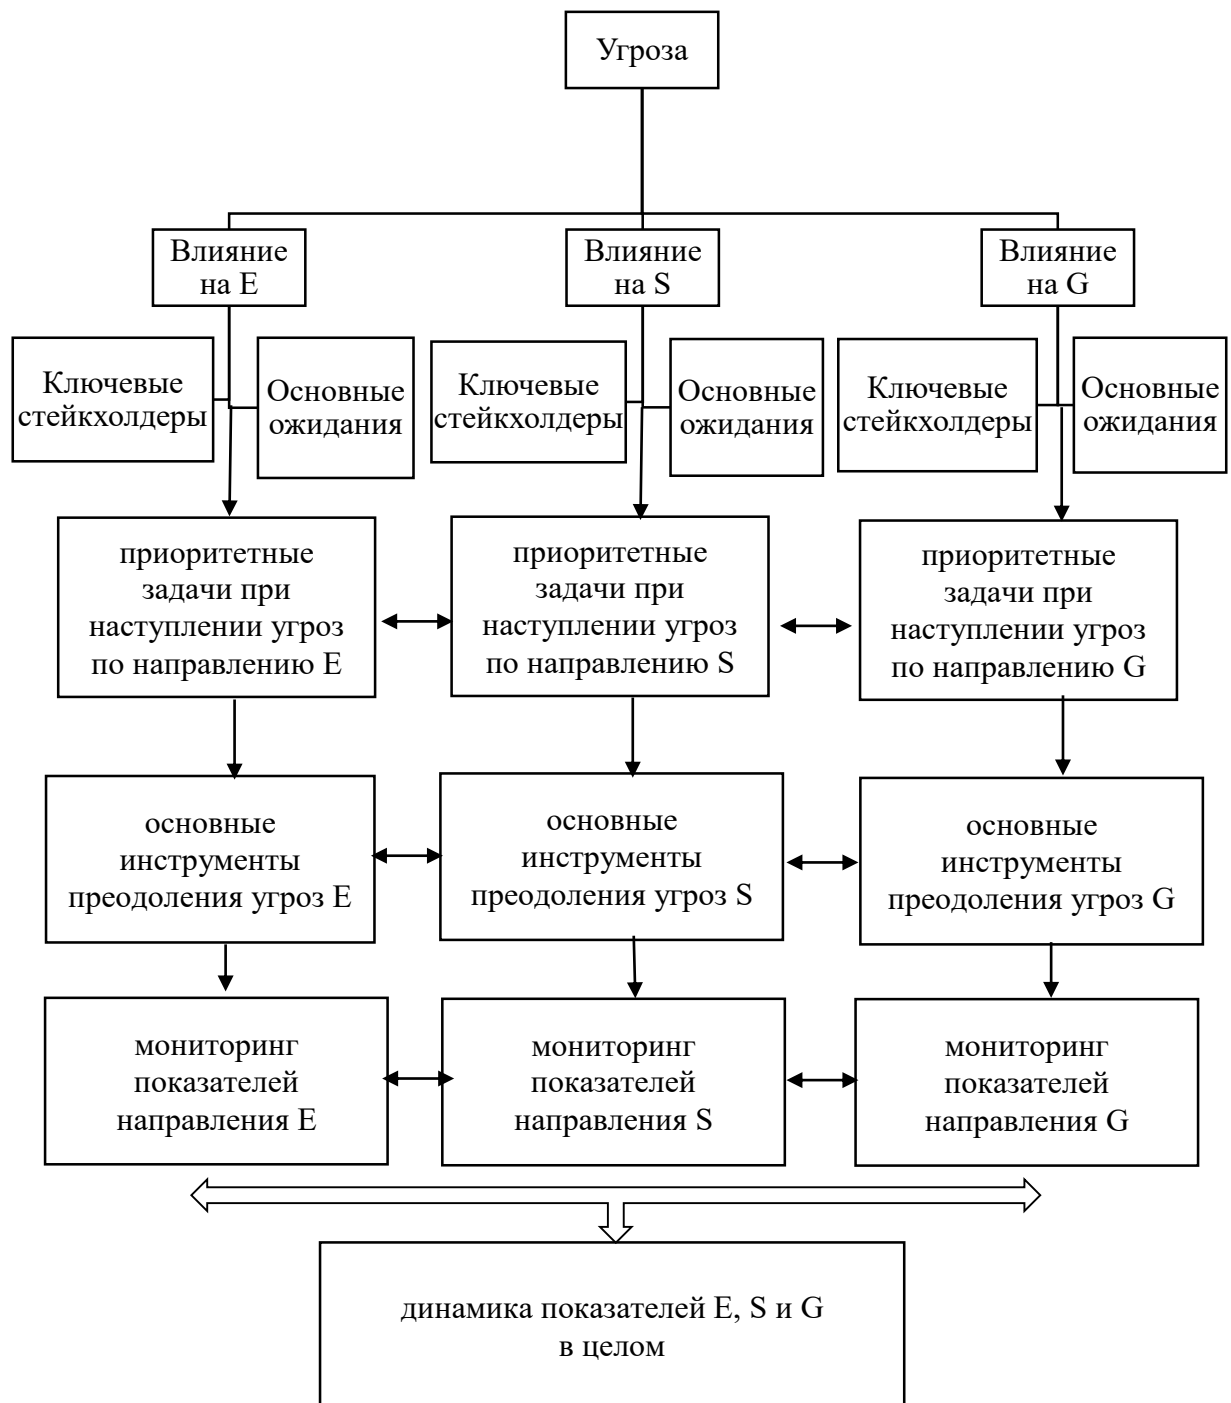 Угроза
Влияние
на E
Влияние
на S
Влияние
на G
Ключевые
стейкхолдеры
Основные
ожидания
Ключевые
стейкхолдеры
Основные
ожидания
Ключевые
стейкхолдеры
Основные
ожидания
приоритетные
задачи при
наступлении угроз
по направлению E
приоритетные
задачи при
наступлении угроз
по направлению S
приоритетные
задачи при
наступлении угроз
по направлению G
основные
инструменты
преодоления угроз E
основные
инструменты
преодоления угроз S
основные
инструменты
преодоления угроз G
мониторинг
показателей
направления E
мониторинг
показателей
направления S
мониторинг
показателей
направления G
динамика показателей E, S и G
в целом